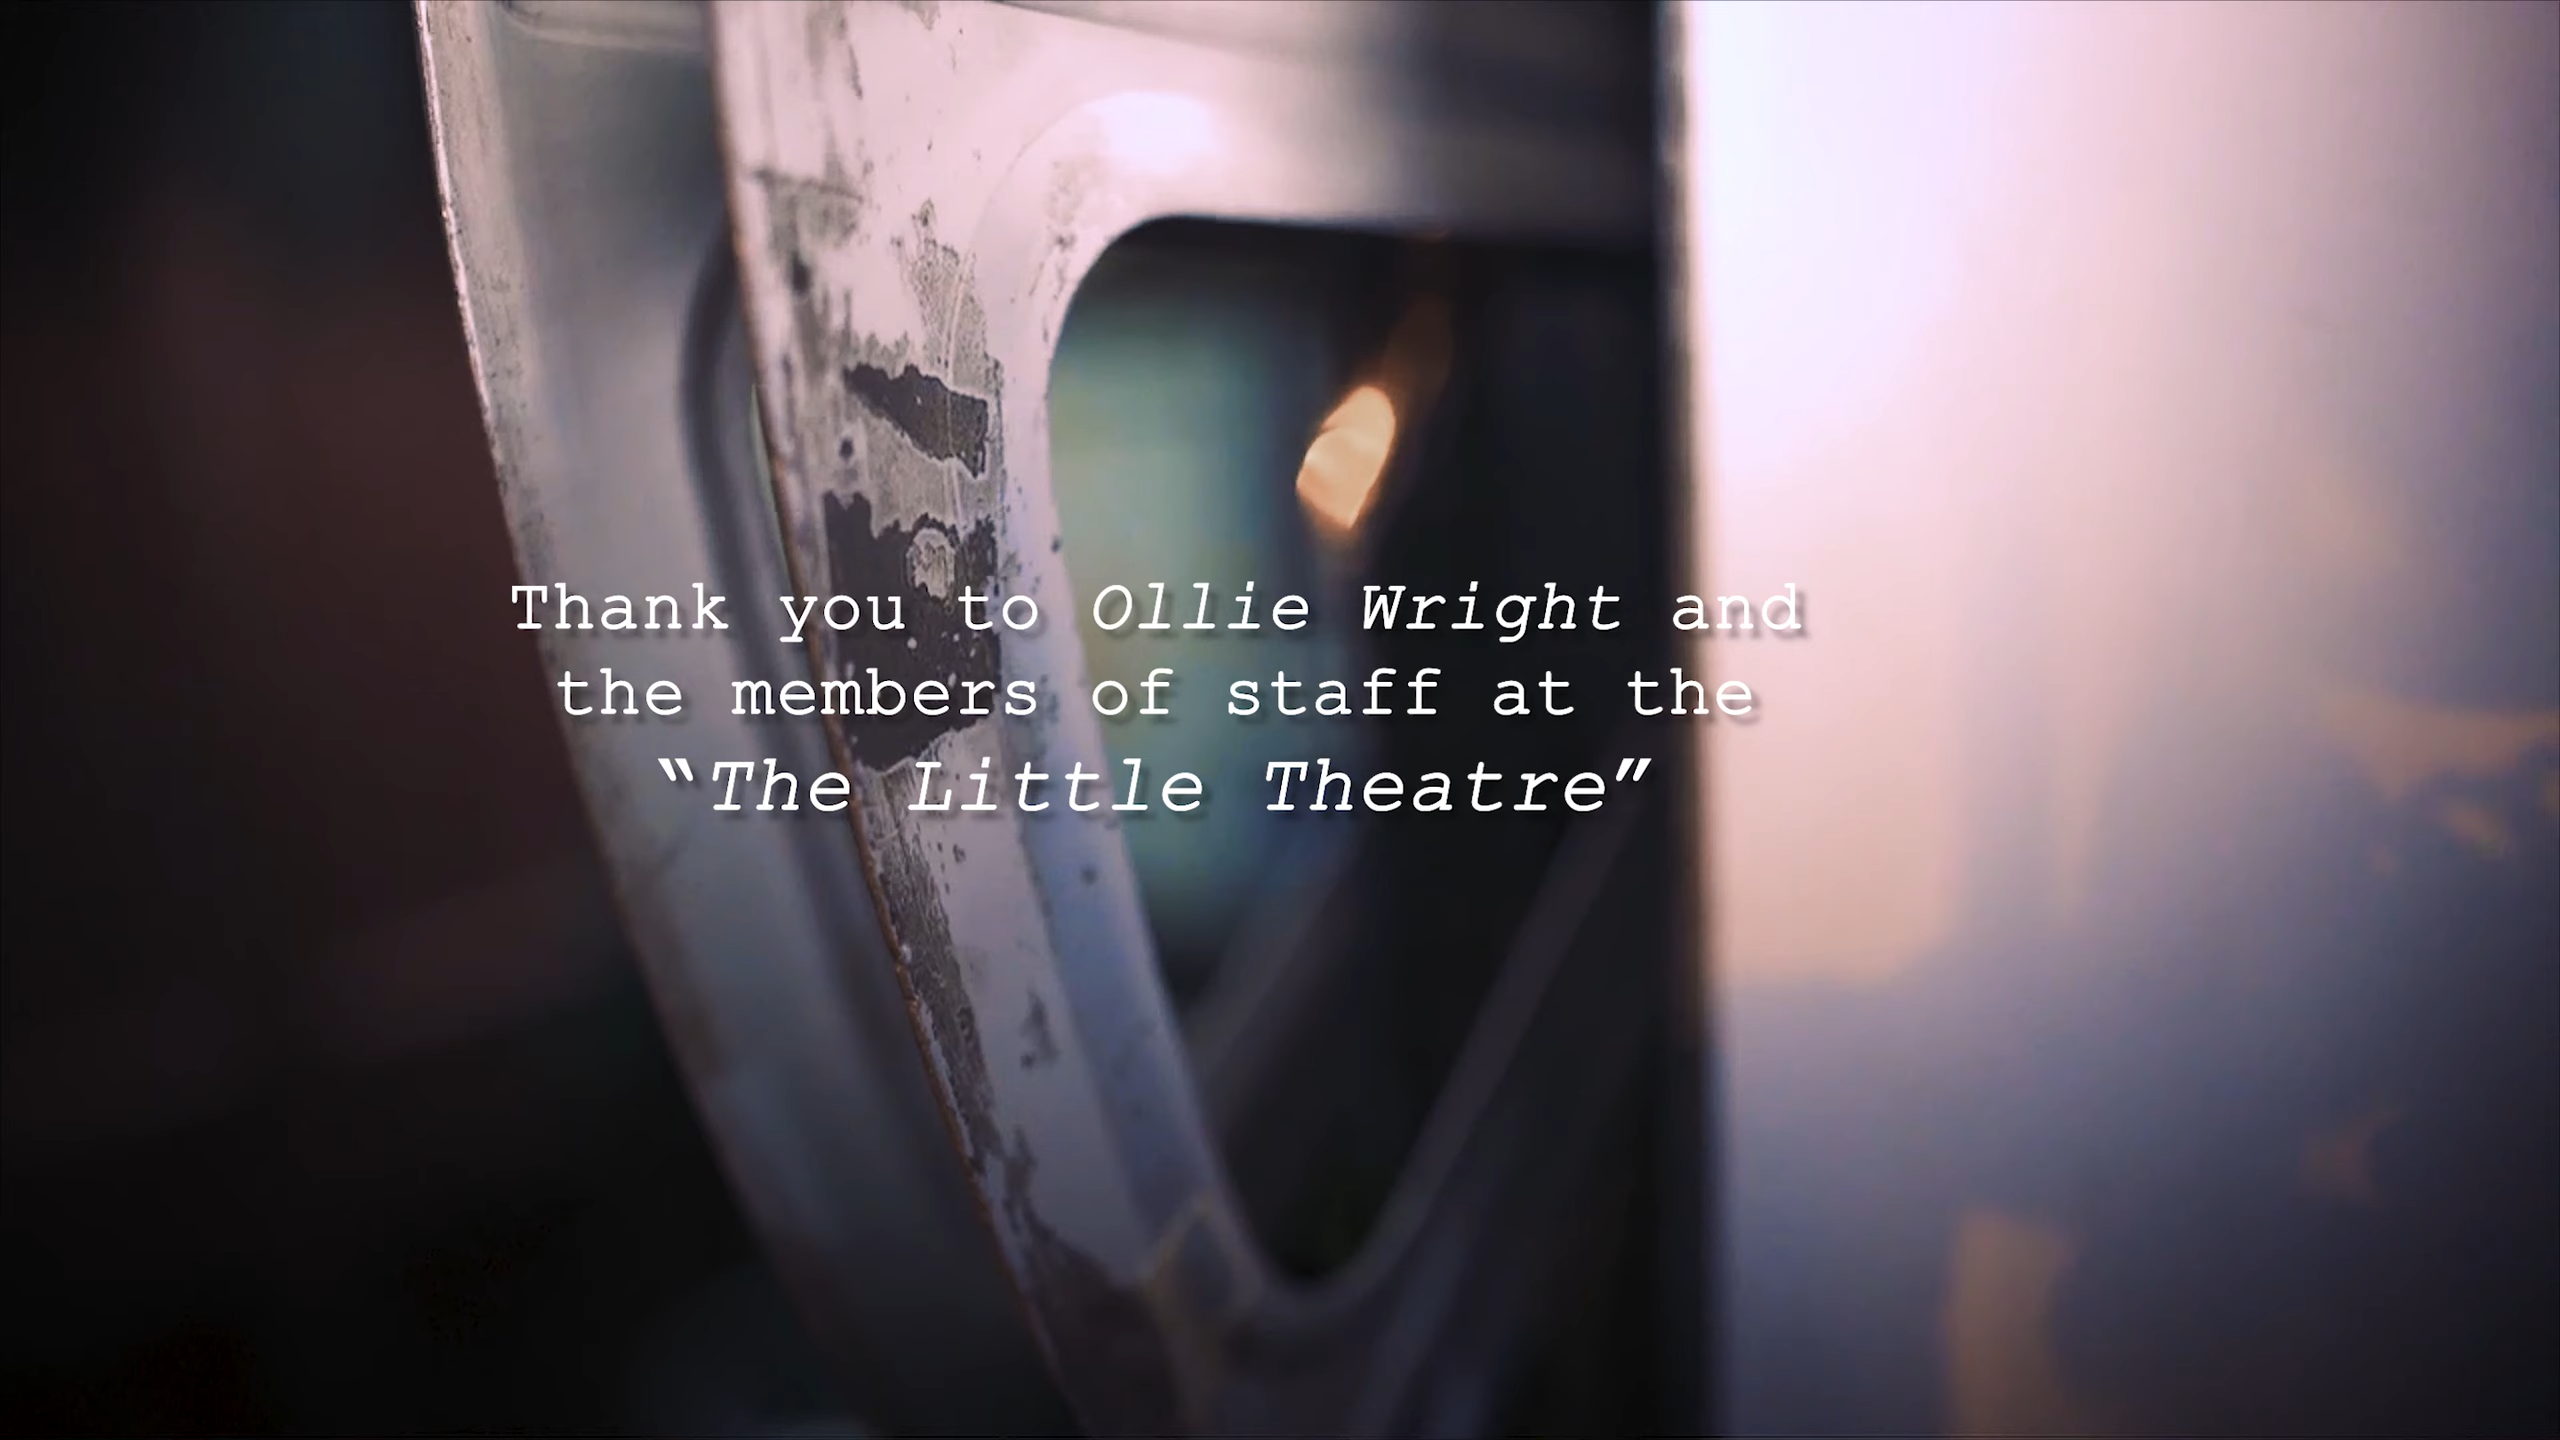 Thank you to Ollie Wright and
the members of staff at the
“The Little Theatre”